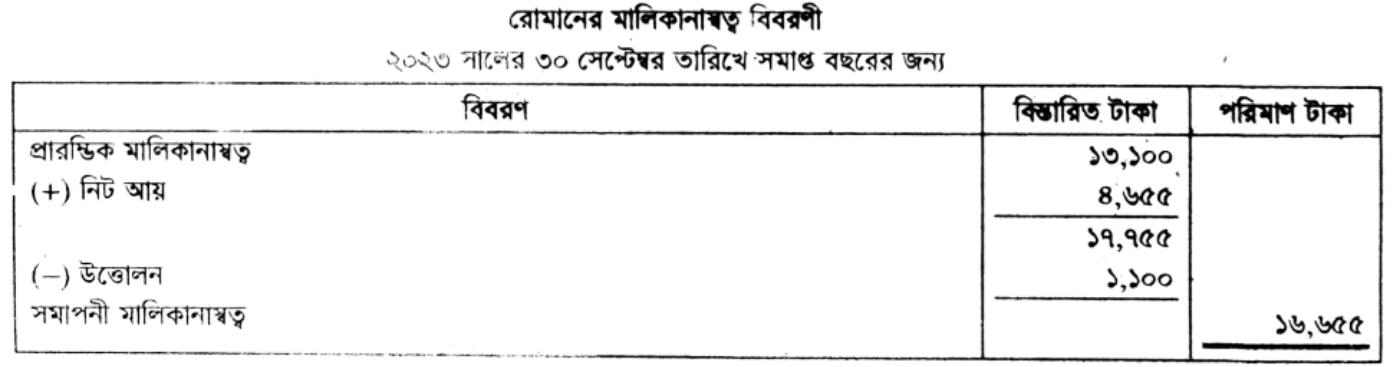 রোমানের মালিকানাস্বত্ব বিবরণী
২০২৩ সালের ৩০ সেপ্টেম্বর তারিখে সমাপ্ত বছরের জন্য
বিবরণ বিস্তারিত টাকা পরিমাণ টাকা
প্রারম্ভিক মালিকানাস্বত্ব ১৩,১০০
(+) নিট আয় ৪,৬৫৫
১৭,৭৫৫
(−) উত্তোলন ১,১০০
সমাপনী মালিকানাস্বত্ব ১৬,৬৫৫